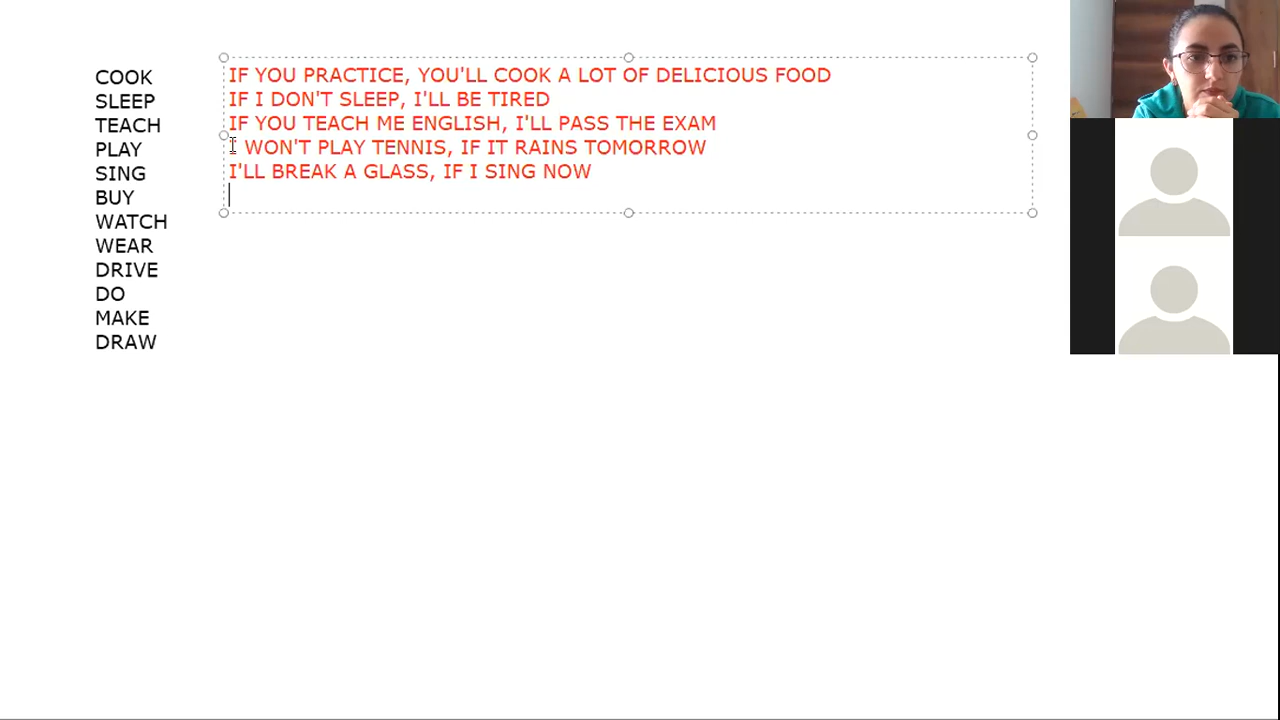 COOK
SLEEP
TEACH
PLAY
SING
BUY
WATCH
WEAR
DRIVE
DO
MAKE
DRAW
IF YOU PRACTICE, YOU'LL COOK A LOT OF DELICIOUS FOOD
IF I DON'T SLEEP, I'LL BE TIRED
IF YOU TEACH ME ENGLISH, I'LL PASS THE EXAM
I WON'T PLAY TENNIS, IF IT RAINS TOMORROW
I'LL BREAK A GLASS, IF I SING NOW